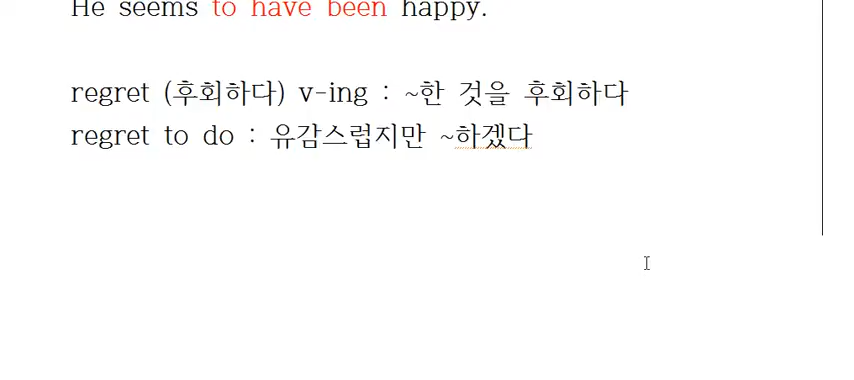 He seems to have been happy.
regret (후회하다) v-ing : ~한 것을 후회하다
regret to do : 유감스럽지만 ~하겠다